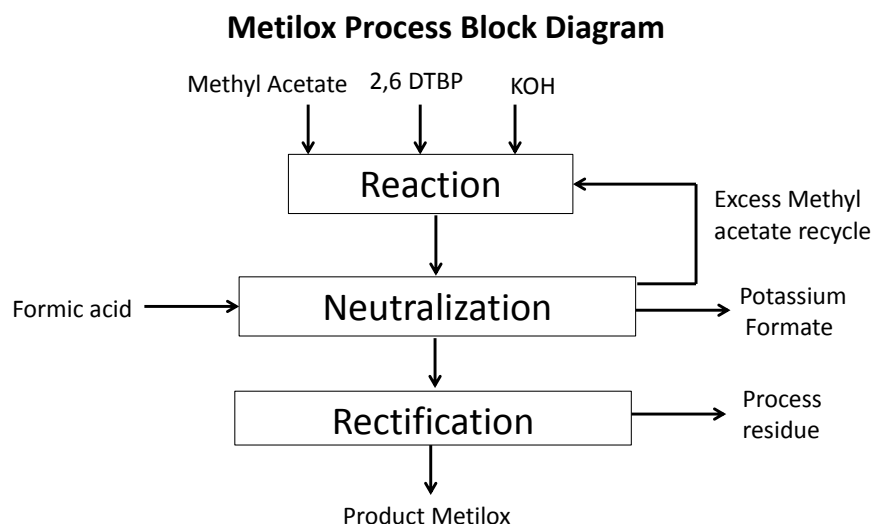 Metilox Process Block Diagram
Methyl Acetate
2,6 DTBP
KOH
Reaction
Excess Methyl
acetate recycle
Formic acid
Neutralization
Potassium
Formate
Rectification
Process
residue
Product Metilox